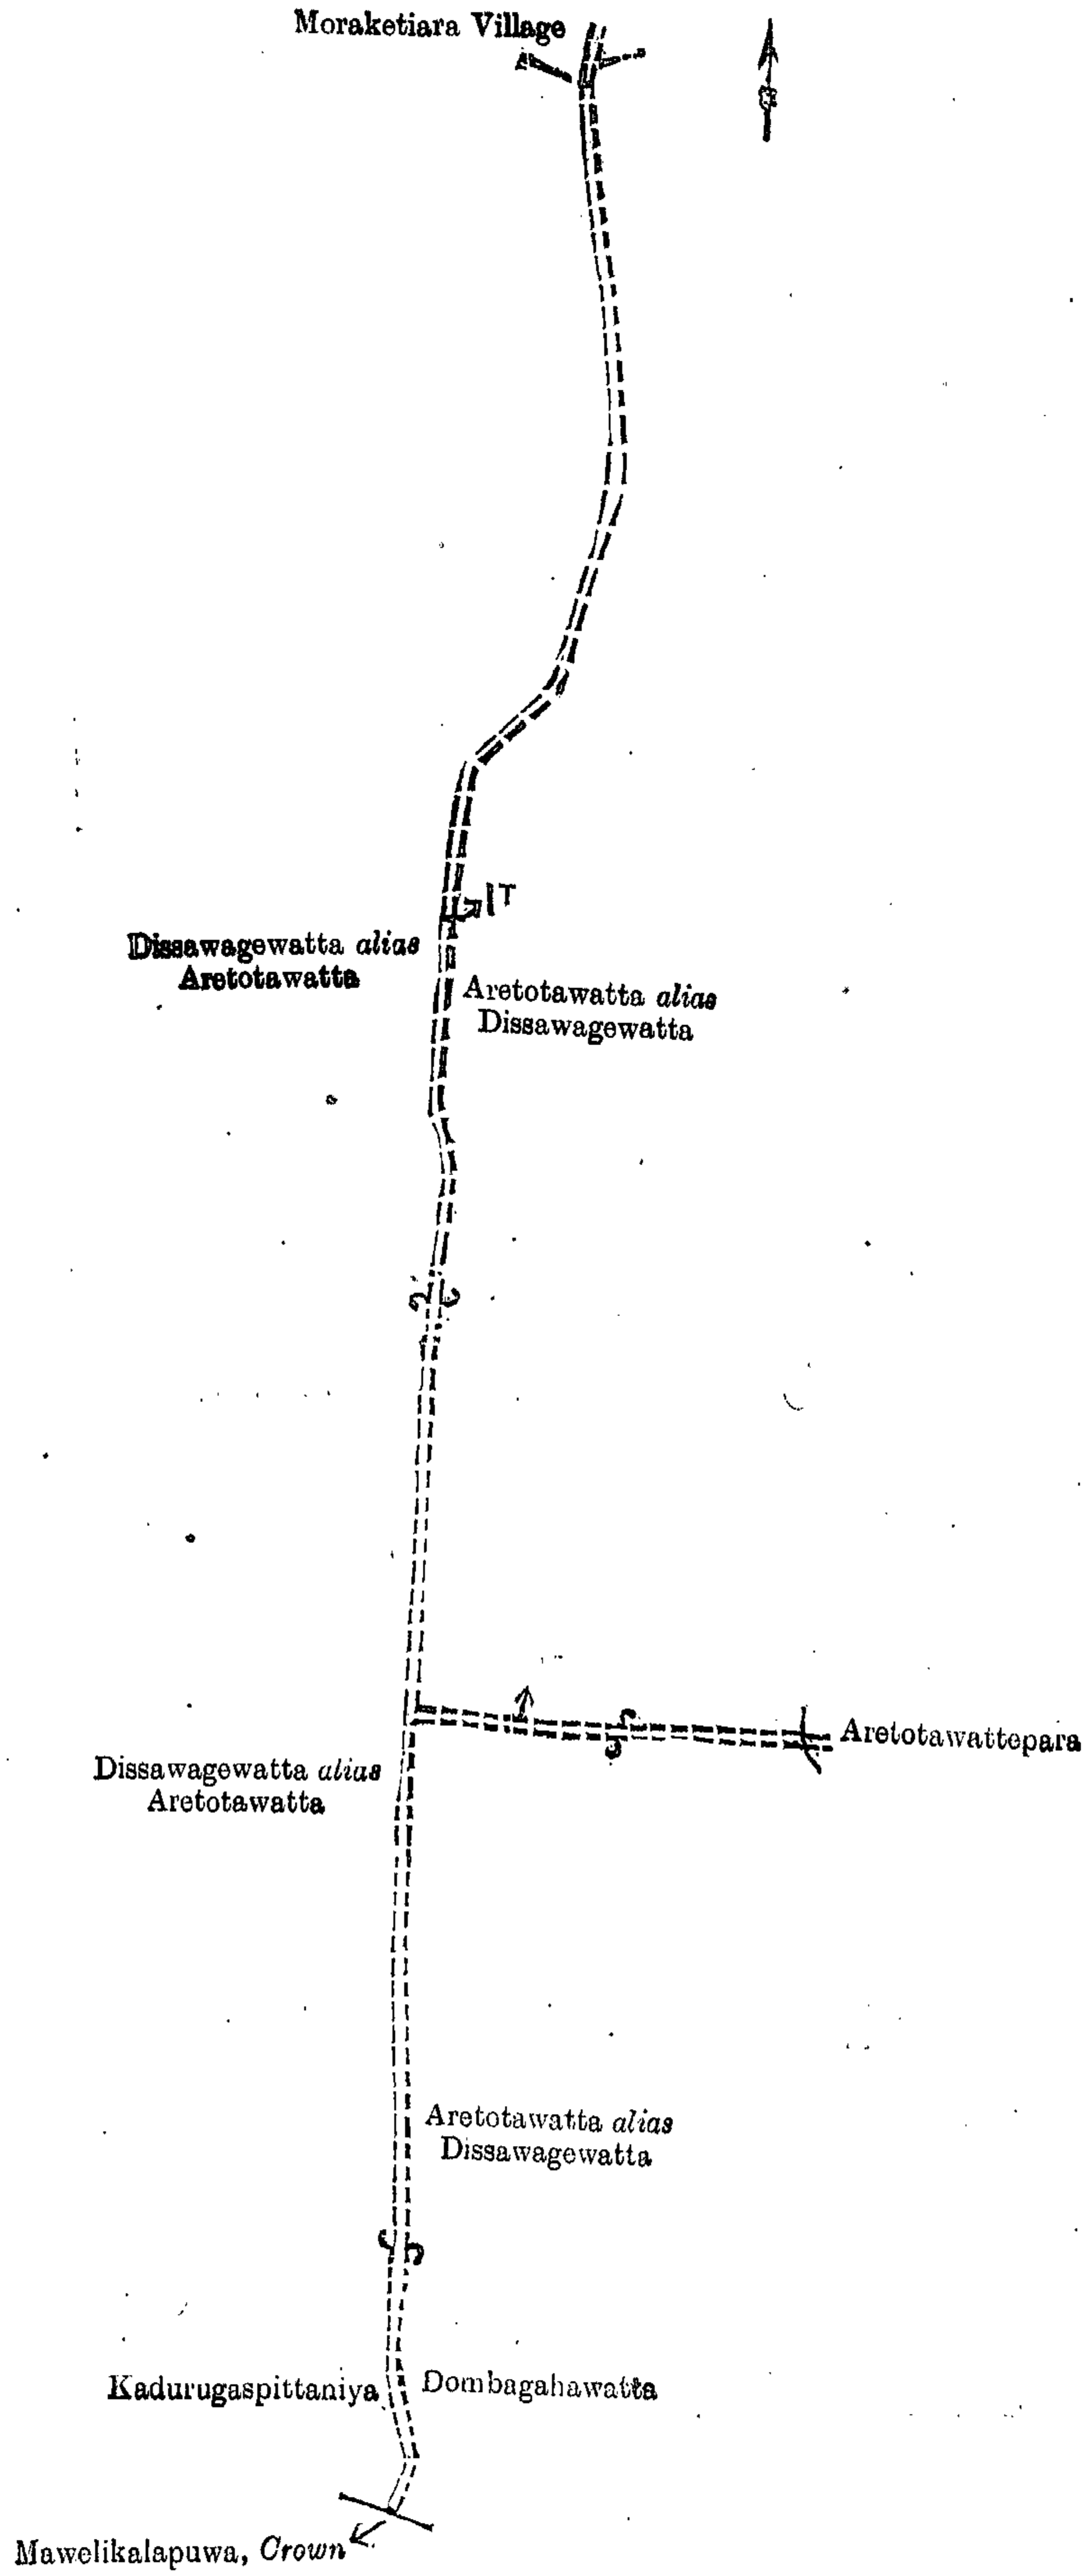 Moraketiara Village
Dissawagewatta alias
Aretotawatta
Aretotawatta alias
Dissawagewatta
Aretotawattepara
Dissawagewatta alias
Aretotawatta
Aretotawatta alias
Dissawagewatta
Kadurugaspittaniya
Dombagahawatta
Mawelikalapuwa, Crown